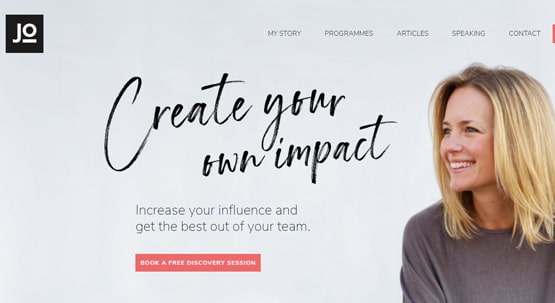 JO
MY STORY PROGRAMMES ARTICLES SPEAKING CONTACT
Create your
own impact
Increase your influence and
get the best out of your team.
BOOK A FREE DISCOVERY SESSION